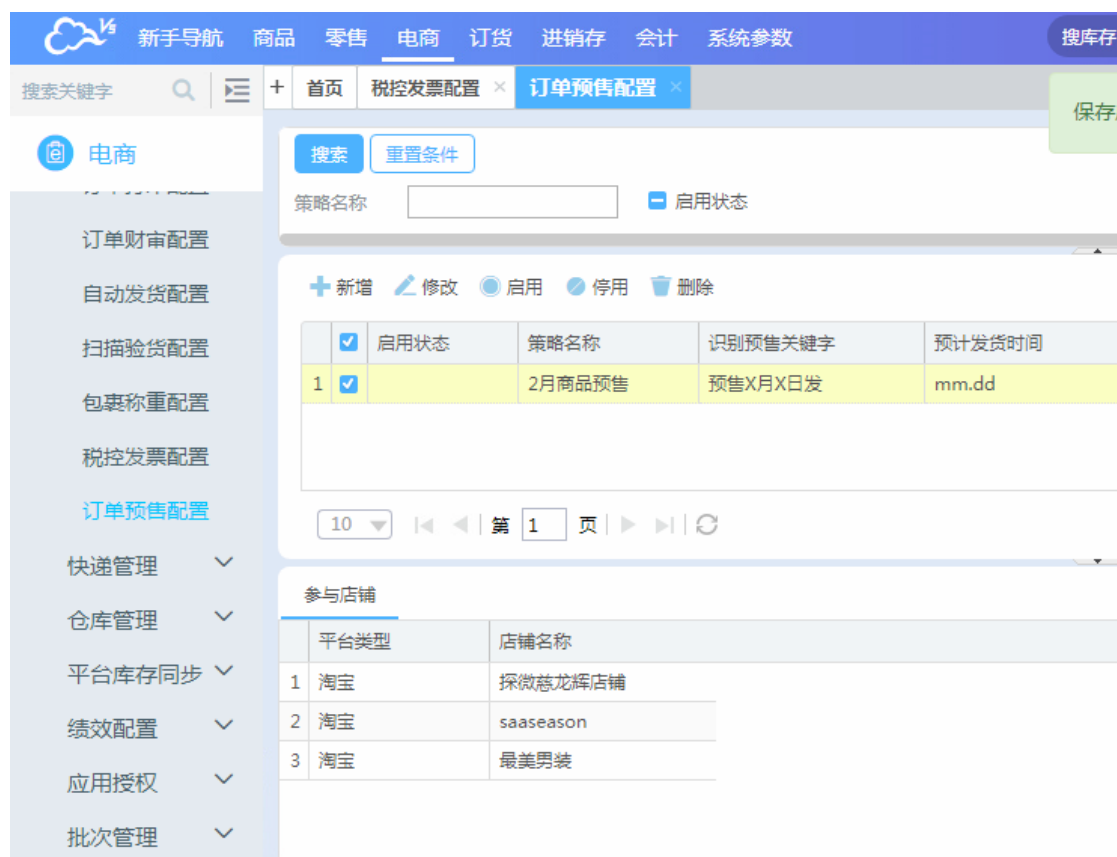 V5 新手导航 商品 零售 电商 订货 进销存 会计 系统参数 搜库存
搜索关键字 + 首页 税控发票配置 × 订单预售配置 ×
保存
电商
搜索 重置条件
策略名称 启用状态
订单财审配置
自动发货配置
扫描验货配置
包裹称重配置
税控发票配置
订单预售配置
快递管理
仓库管理
平台库存同步
绩效配置
应用授权
批次管理
新增 修改 启用 停用 删除
启用状态 策略名称 识别预售关键字 预计发货时间
1 2月商品预售 预售X月X日发 mm.dd
10 第 1 页
参与店铺
平台类型 店铺名称
1 淘宝 探微慈龙辉店铺
2 淘宝 saaseason
3 淘宝 最美男装